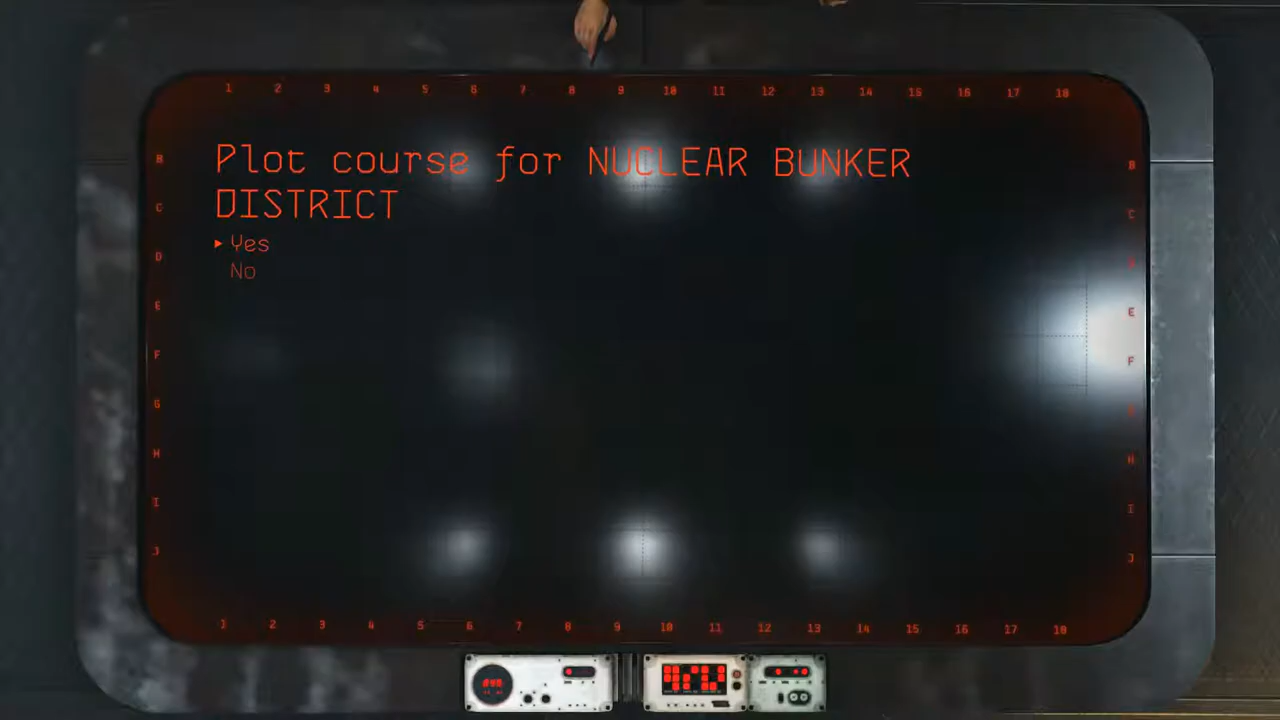 1 2 3 4 5 6 7 8 9 10 11 12 13 14 15 16 17 18
Plot course for NUCLEAR BUNKER
DISTRICT
▸ Yes
No
B B
C C
D
E E
F F
G
H H
I I
J J
1 2 3 4 5 6 7 8 9 10 11 12 13 14 15 16 17 18